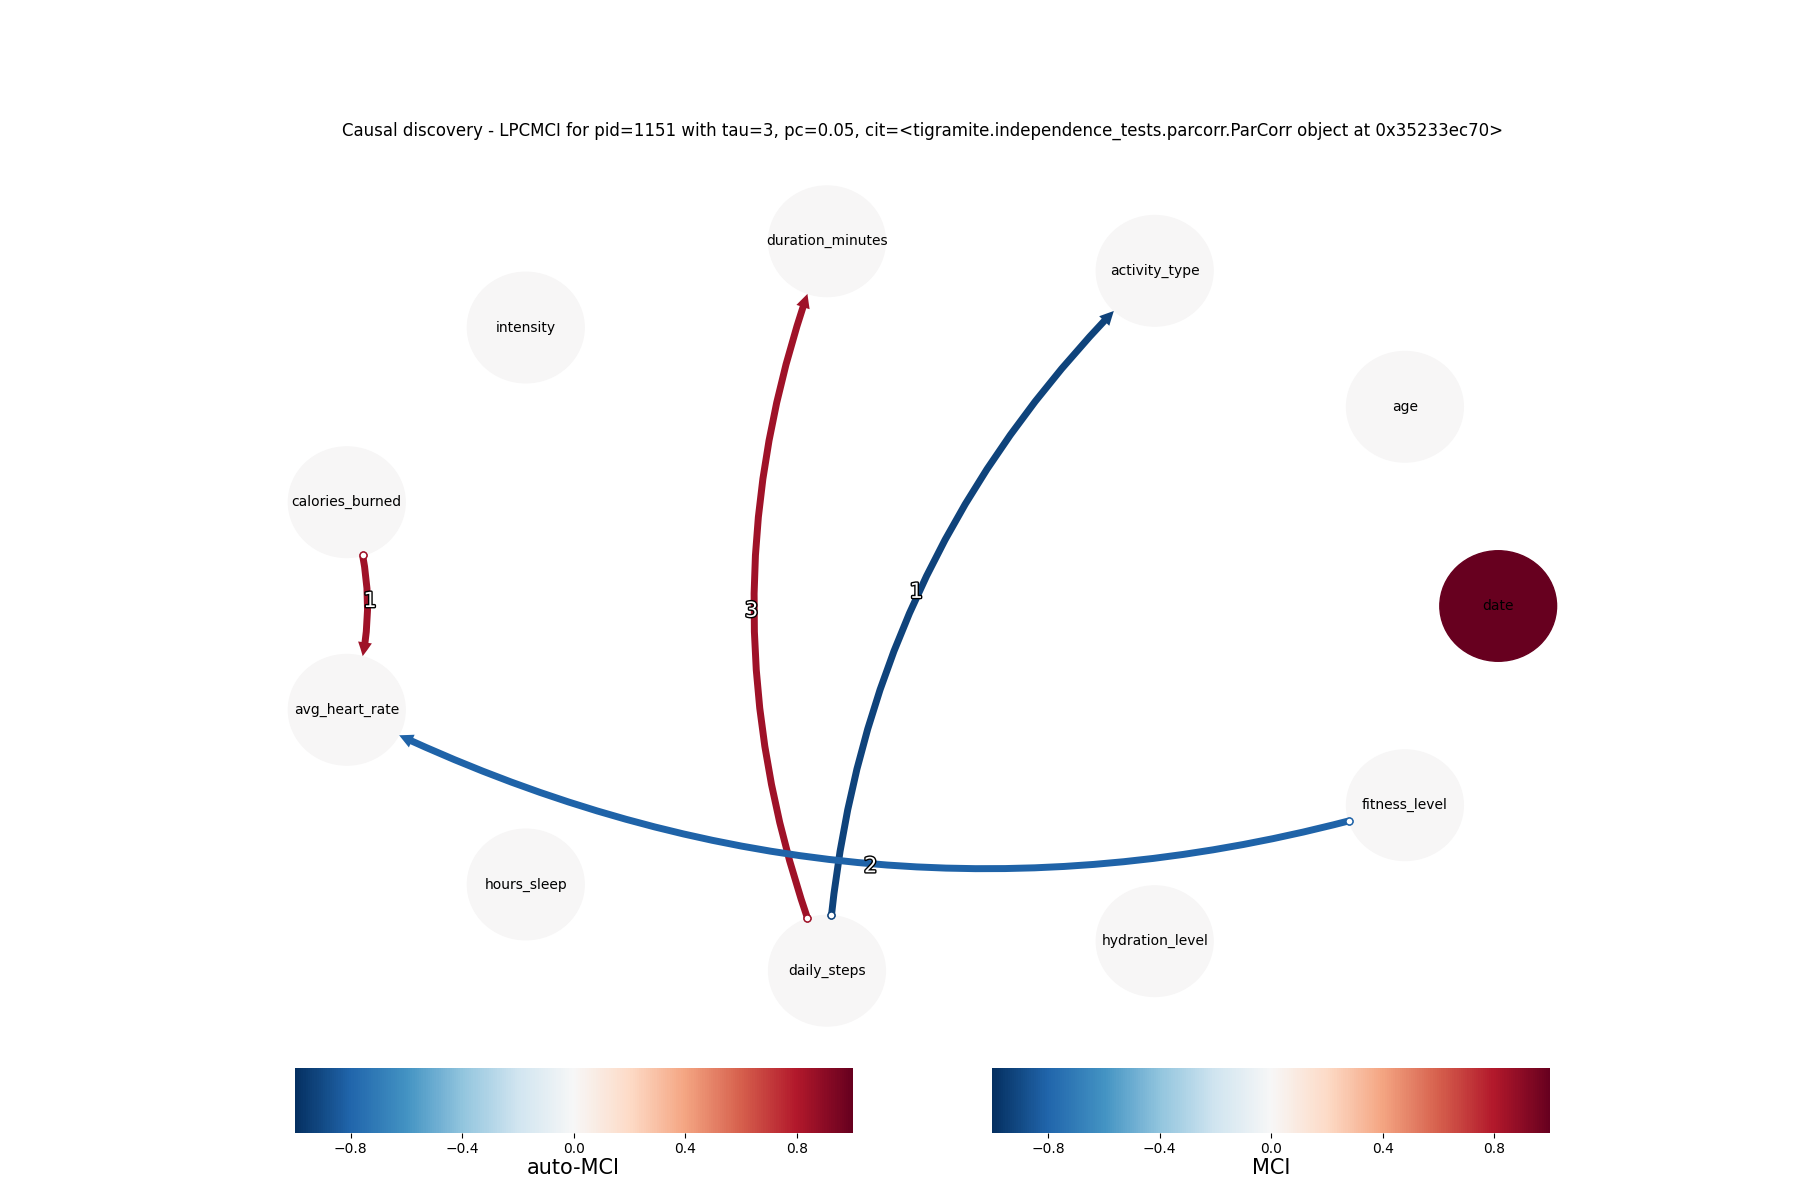 Causal discovery - LPCMCI for pid=1151 with tau=3, pc=0.05, cit=<tigramite.independence_tests.parcorr.ParCorr object at 0x35233ec70>
duration_minutes
activity_type
intensity
age
calories_burned
1
3
1
date
avg_heart_rate
fitness_level
2
hours_sleep
hydration_level
daily_steps
−0.8 −0.4 0.0 0.4 0.8
auto-MCI
−0.8 −0.4 0.0 0.4 0.8
MCI